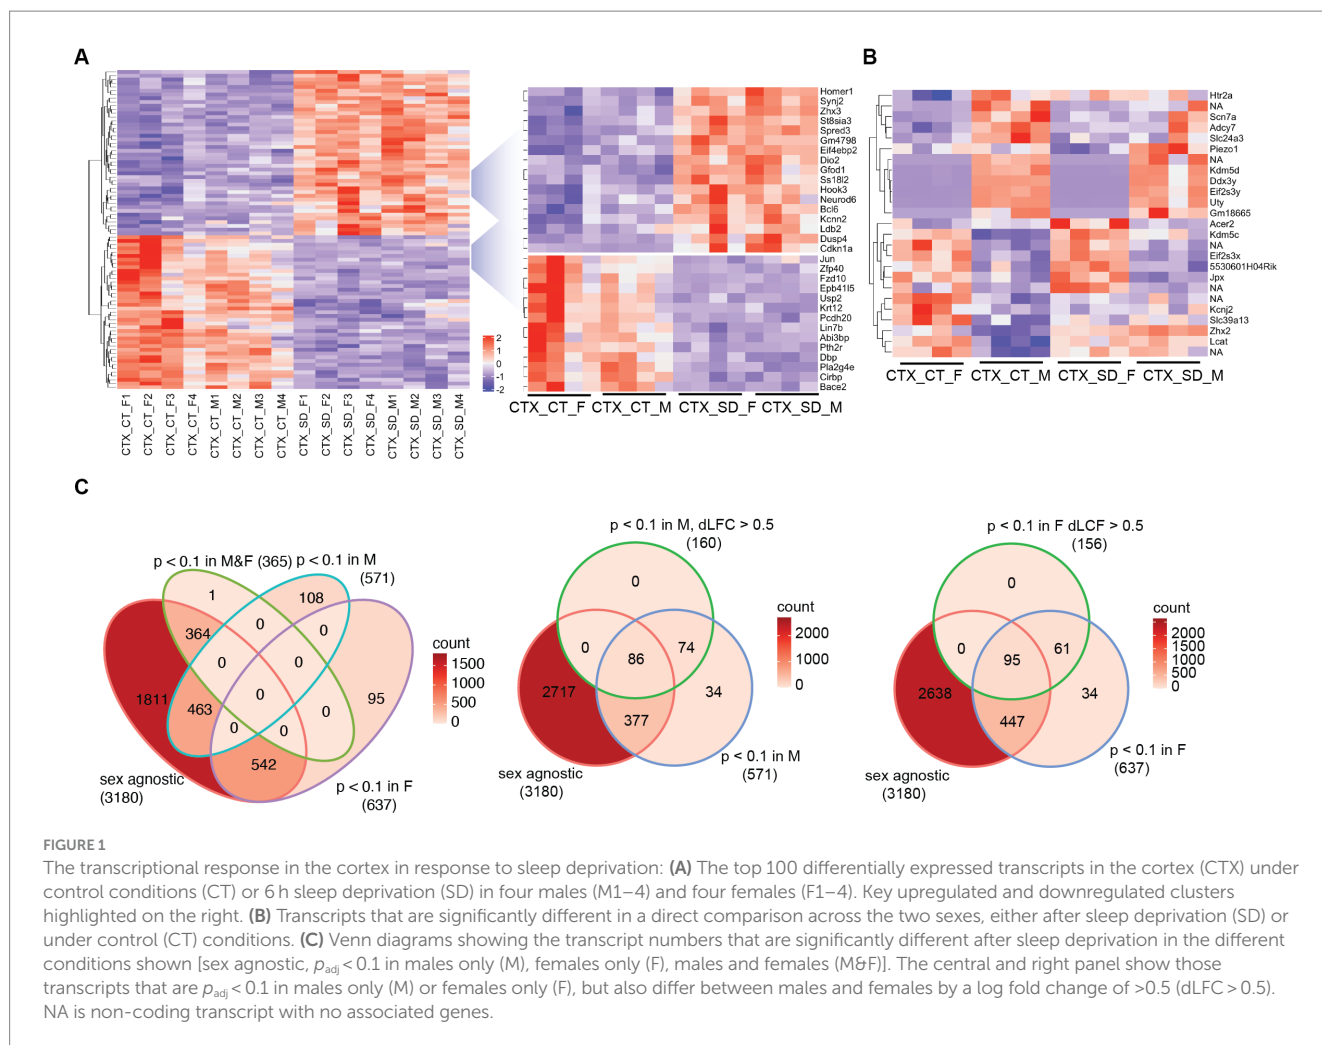 A
CTX_CT_F1
CTX_CT_F2
CTX_CT_F3
CTX_CT_F4
CTX_CT_M1
CTX_CT_M2
CTX_CT_M3
CTX_CT_M4
CTX_SD_F1
CTX_SD_F2
CTX_SD_F3
CTX_SD_F4
CTX_SD_M1
CTX_SD_M2
CTX_SD_M3
CTX_SD_M4
2
1
0
-1
-2
Homer1
Synj2
Zhx3
St8sia3
Spred3
Gm4798
Eif4ebp2
Dio2
Gfod1
Ss18l2
Hook3
Neurod6
Bcl6
Kcnn2
Ldb2
Dusp4
Cdkn1a
Jun
Zfp40
Fzd10
Epb41l5
Usp2
Krt12
Pcdh20
Lin7b
Abi3bp
Pth2r
Dbp
Pla2g4e
Cirbp
Bace2
CTX_CT_F
CTX_CT_M
CTX_SD_F
CTX_SD_M
B
Htr2a
NA
Scn7a
Adcy7
Slc24a3
Piezo1
NA
Kdm5d
Ddx3y
Eif2s3y
Uty
Gm18665
Acer2
Kdm5c
NA
Eif2s3x
5530601H04Rik
Jpx
NA
NA
Kcnj2
Slc39a13
Zhx2
Lcat
NA
CTX_CT_F
CTX_CT_M
CTX_SD_F
CTX_SD_M
C
p < 0.1 in M&F (365)
p < 0.1 in M
(571)
1
108
364
0
0
0
0
1811
463
0
0
95
0
0
542
sex agnostic
(3180)
p < 0.1 in F
(637)
count
1500
1000
500
0
p < 0.1 in M, dLFC > 0.5
(160)
0
0
86
74
2717
34
377
sex agnostic
(3180)
p < 0.1 in M
(571)
count
2000
1000
0
p < 0.1 in F dLCF > 0.5
(156)
0
0
95
61
2638
34
447
sex agnostic
(3180)
p < 0.1 in F
(637)
count
2000
1500
1000
500
0
FIGURE 1
The transcriptional response in the cortex in response to sleep deprivation: (A) The top 100 differentially expressed transcripts in the cortex (CTX) under
control conditions (CT) or 6 h sleep deprivation (SD) in four males (M1–4) and four females (F1–4). Key upregulated and downregulated clusters
highlighted on the right. (B) Transcripts that are significantly different in a direct comparison across the two sexes, either after sleep deprivation (SD) or
under control (CT) conditions. (C) Venn diagrams showing the transcript numbers that are significantly different after sleep deprivation in the different
conditions shown [sex agnostic, padj < 0.1 in males only (M), females only (F), males and females (M&F)]. The central and right panel show those
transcripts that are padj < 0.1 in males only (M) or females only (F), but also differ between males and females by a log fold change of >0.5 (dLFC > 0.5).
NA is non-coding transcript with no associated genes.